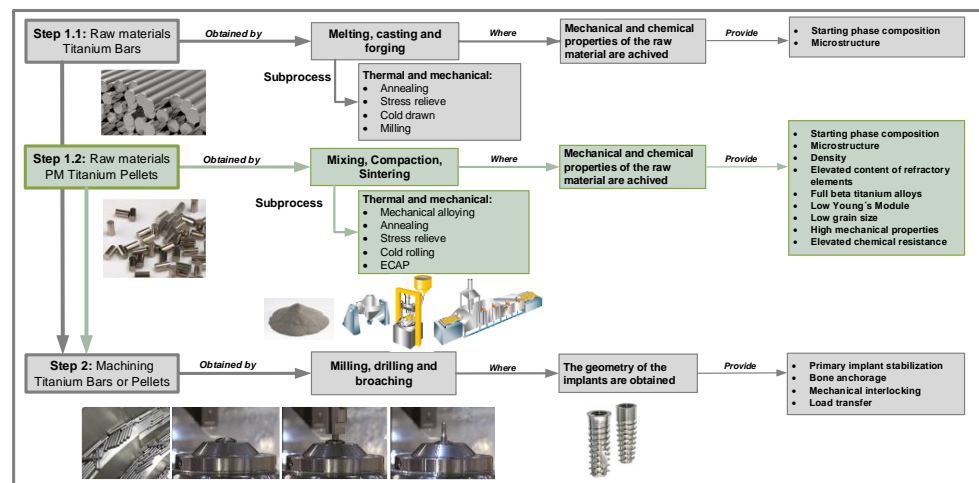 Step 1.1: Raw materials
Titanium Bars
Obtained by
Melting, casting and
forging
Where
Mechanical and chemical
properties of the raw
material are achived
Provide
• Starting phase composition
• Microstructure
Subprocess
Thermal and mechanical:
• Annealing
• Stress relieve
• Cold drawn
• Milling
Step 1.2: Raw materials
PM Titanium Pellets
Obtained by
Mixing, Compaction,
Sintering
Where
Mechanical and chemical
properties of the raw
material are achived
Provide
• Starting phase composition
• Microstructure
• Density
• Elevated content of refractory
elements
• Full beta titanium alloys
• Low Young´s Module
• Low grain size
• High mechanical properties
• Elevated chemical resistance
Subprocess
Thermal and mechanical:
• Mechanical alloying
• Annealing
• Stress relieve
• Cold rolling
• ECAP
Step 2: Machining
Titanium Bars or Pellets
Obtained by
Milling, drilling and
broaching
Where
The geometry of the
implants are obtained
Provide
• Primary implant stabilization
• Bone anchorage
• Mechanical interlocking
• Load transfer